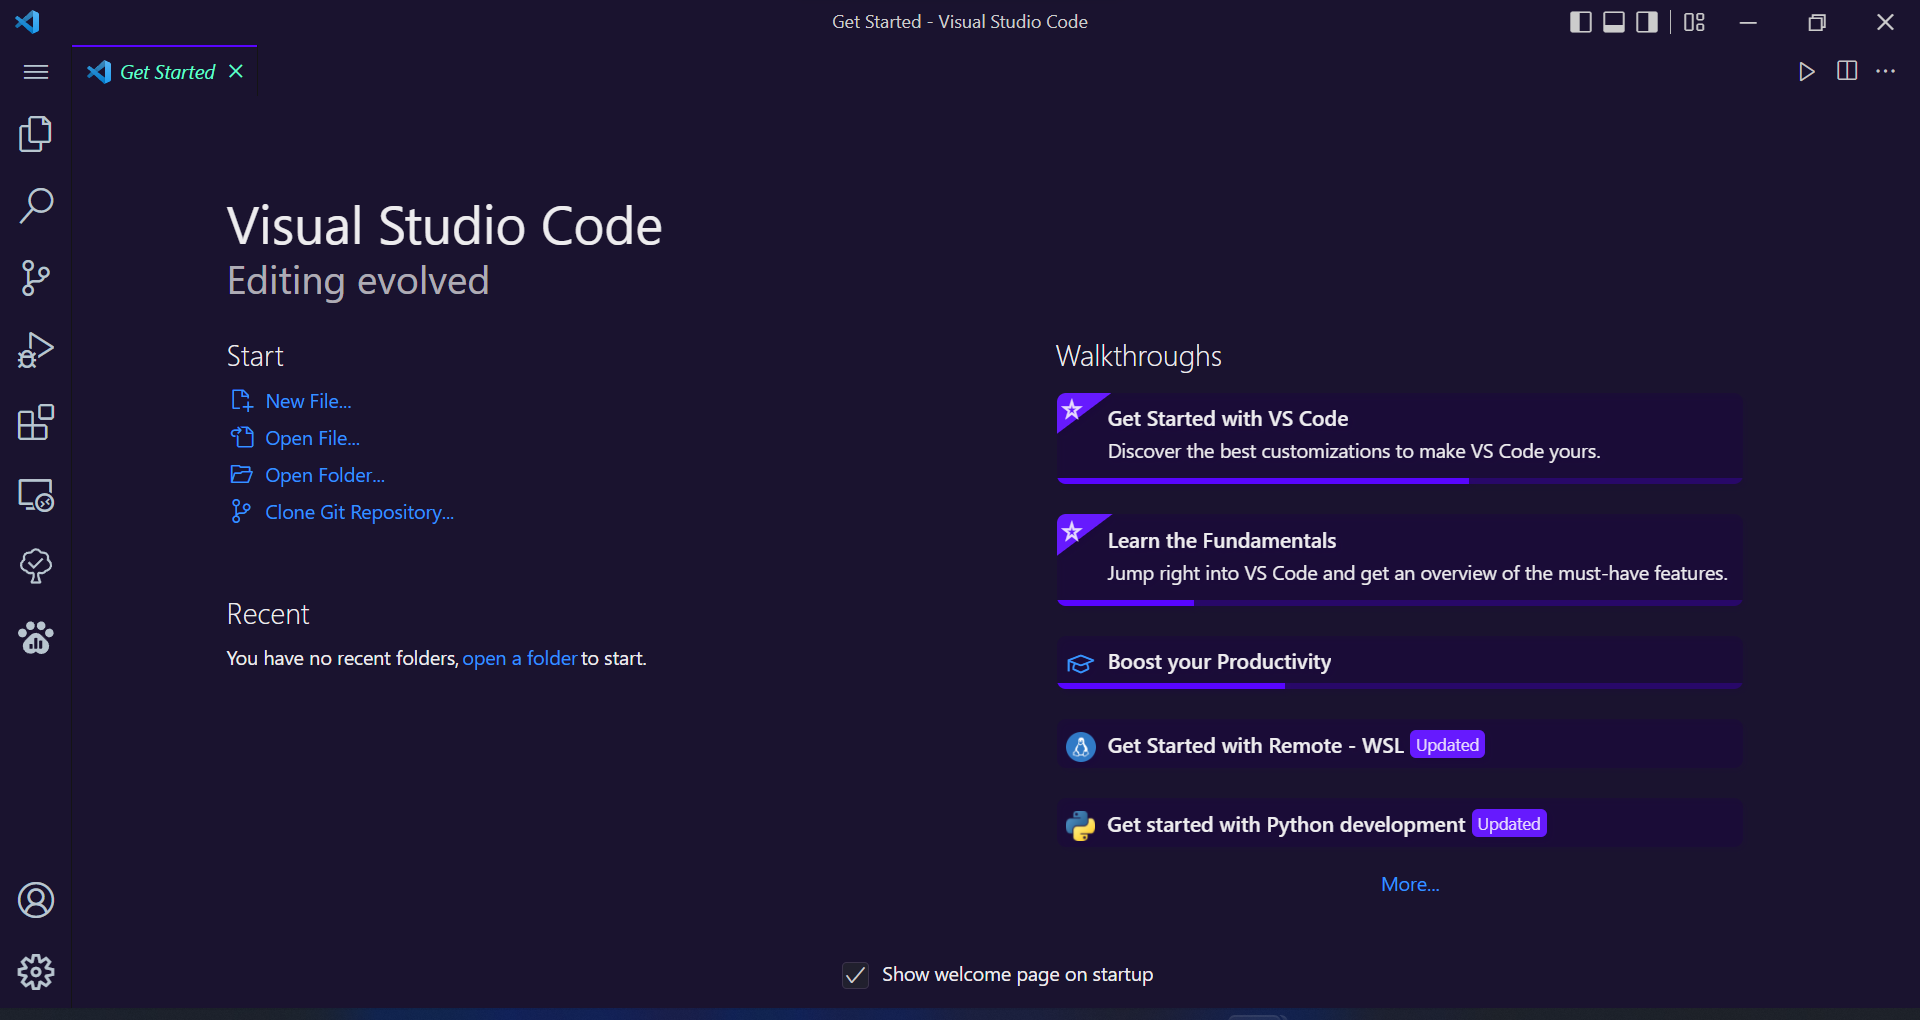 Get Started - Visual Studio Code
Get Started
Visual Studio Code
Editing evolved
Start
New File...
Open File...
Open Folder...
Clone Git Repository...
Recent
You have no recent folders, open a folder to start.
Walkthroughs
Get Started with VS Code
Discover the best customizations to make VS Code yours.
Learn the Fundamentals
Jump right into VS Code and get an overview of the must-have features.
Boost your Productivity
Get Started with Remote - WSL Updated
Get started with Python development Updated
More...
Show welcome page on startup